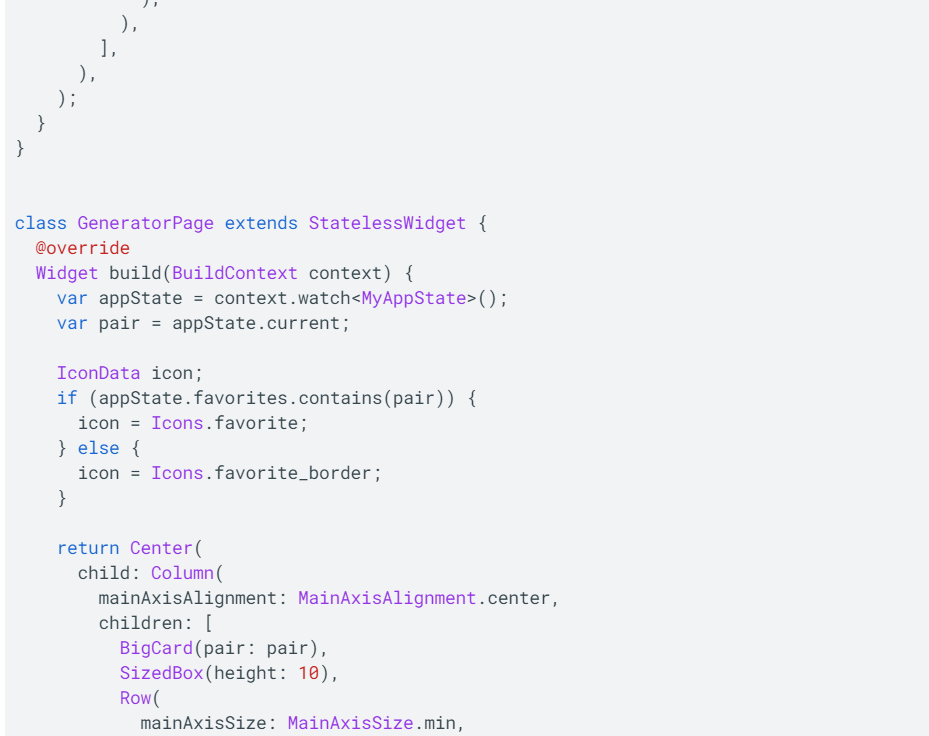 ),
),
],
),
);
}
}
class GeneratorPage extends StatelessWidget {
@override
Widget build(BuildContext context) {
var appState = context.watch<MyAppState>();
var pair = appState.current;
IconData icon;
if (appState.favorites.contains(pair)) {
icon = Icons.favorite;
} else {
icon = Icons.favorite_border;
}
return Center(
child: Column(
mainAxisAlignment: MainAxisAlignment.center,
children: [
BigCard(pair: pair),
SizedBox(height: 10),
Row(
mainAxisSize: MainAxisSize.min,